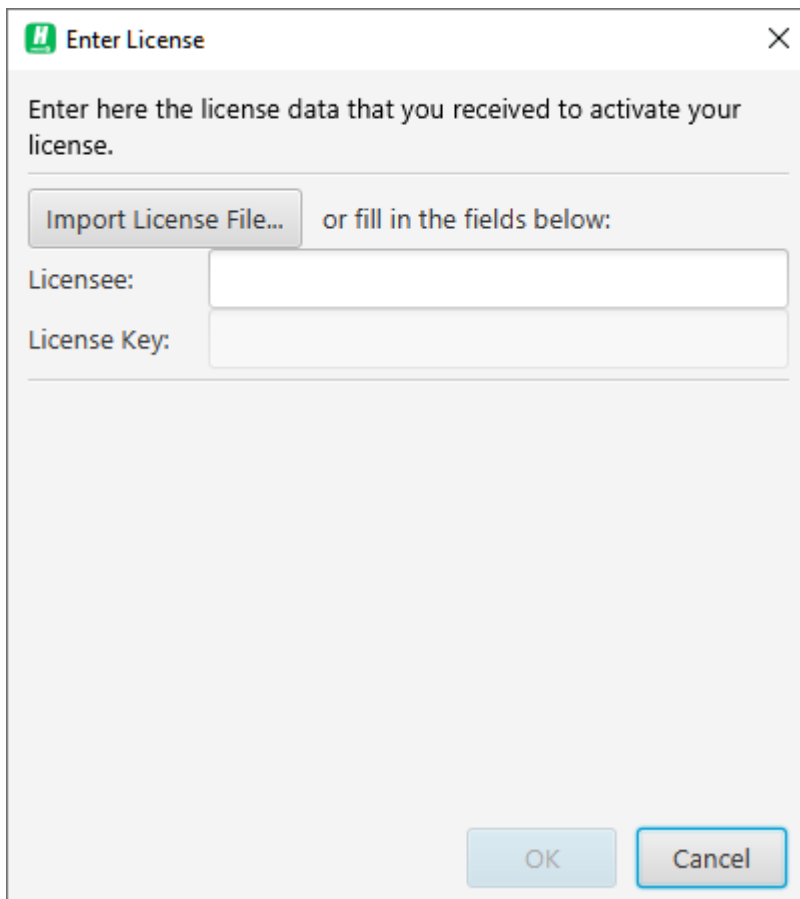 H Enter License
Enter here the license data that you received to activate your
license.
Import License File... or fill in the fields below:
Licensee:
License Key:
OK Cancel